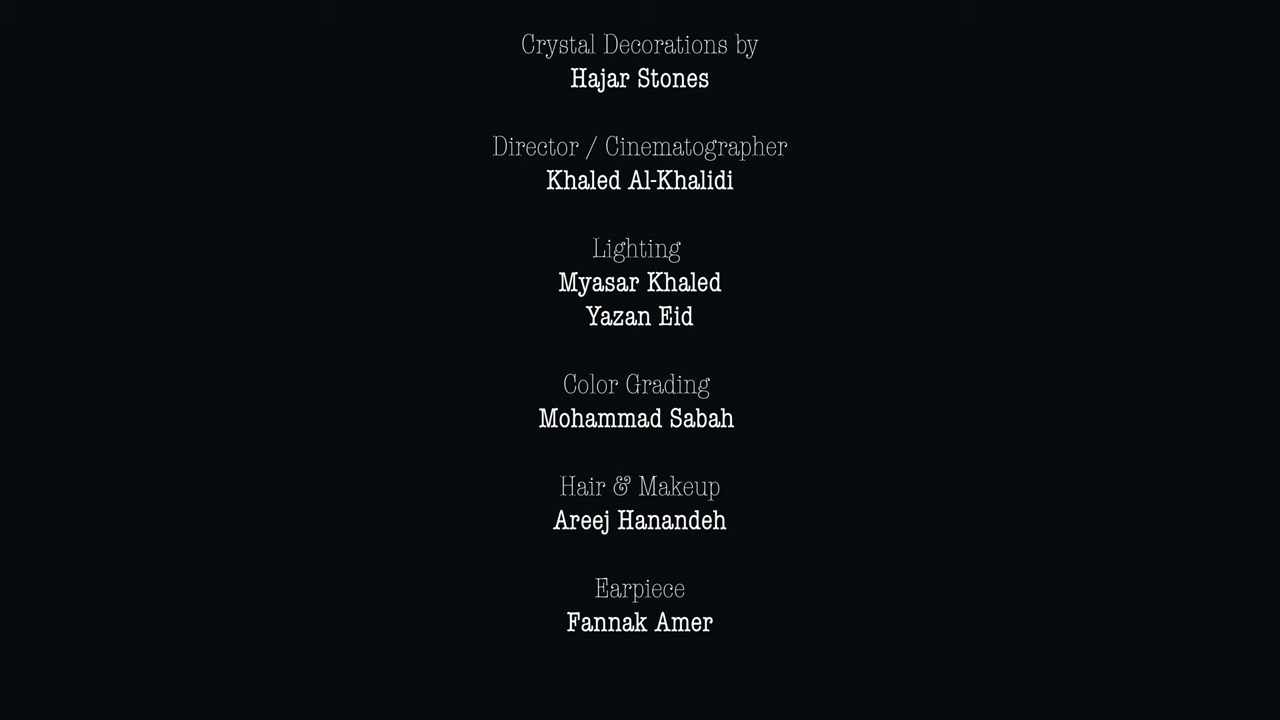 Crystal Decorations by
Hajar Stones
Director / Cinematographer
Khaled Al-Khalidi
Lighting
Myasar Khaled
Yazan Eid
Color Grading
Mohammad Sabah
Hair & Makeup
Areej Hanandeh
Earpiece
Fannak Amer